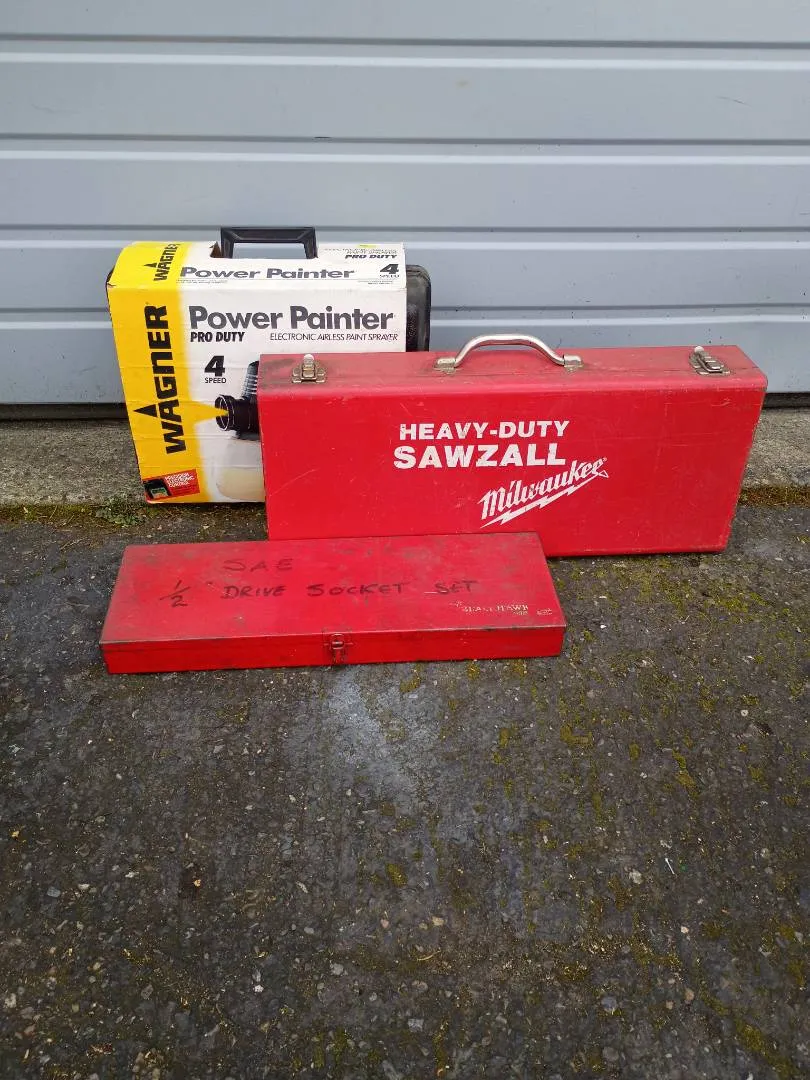 WAGNER
Power Painter
PRO DUTY
4
SPEED
WAGNER
Power Painter
PRO DUTY
ELECTRONIC AIRLESS PAINT SPRAYER
4
SPEED
HEAVY-DUTY
SAWZALL
Milwaukee
SAE
1/2 DRIVE SOCKET SET